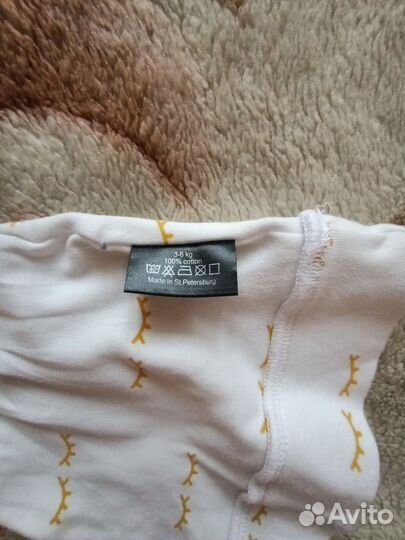 3-6 kg
100% cotton
Made in St.Petersburg
Avito